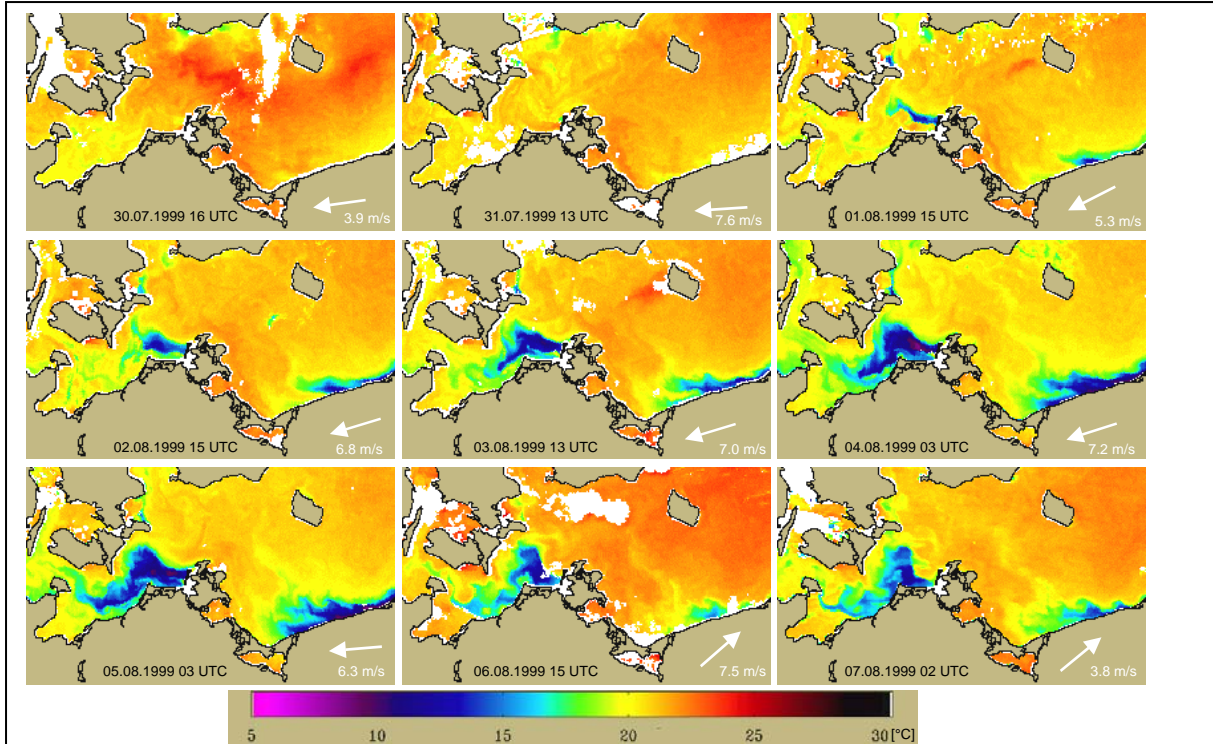 30.07.1999 16 UTC
3.9 m/s
31.07.1999 13 UTC
7.6 m/s
01.08.1999 15 UTC
5.3 m/s
02.08.1999 15 UTC
6.8 m/s
03.08.1999 13 UTC
7.0 m/s
04.08.1999 03 UTC
7.2 m/s
05.08.1999 03 UTC
6.3 m/s
06.08.1999 15 UTC
7.5 m/s
07.08.1999 02 UTC
3.8 m/s
5 10 15 20 25 30 [°C]